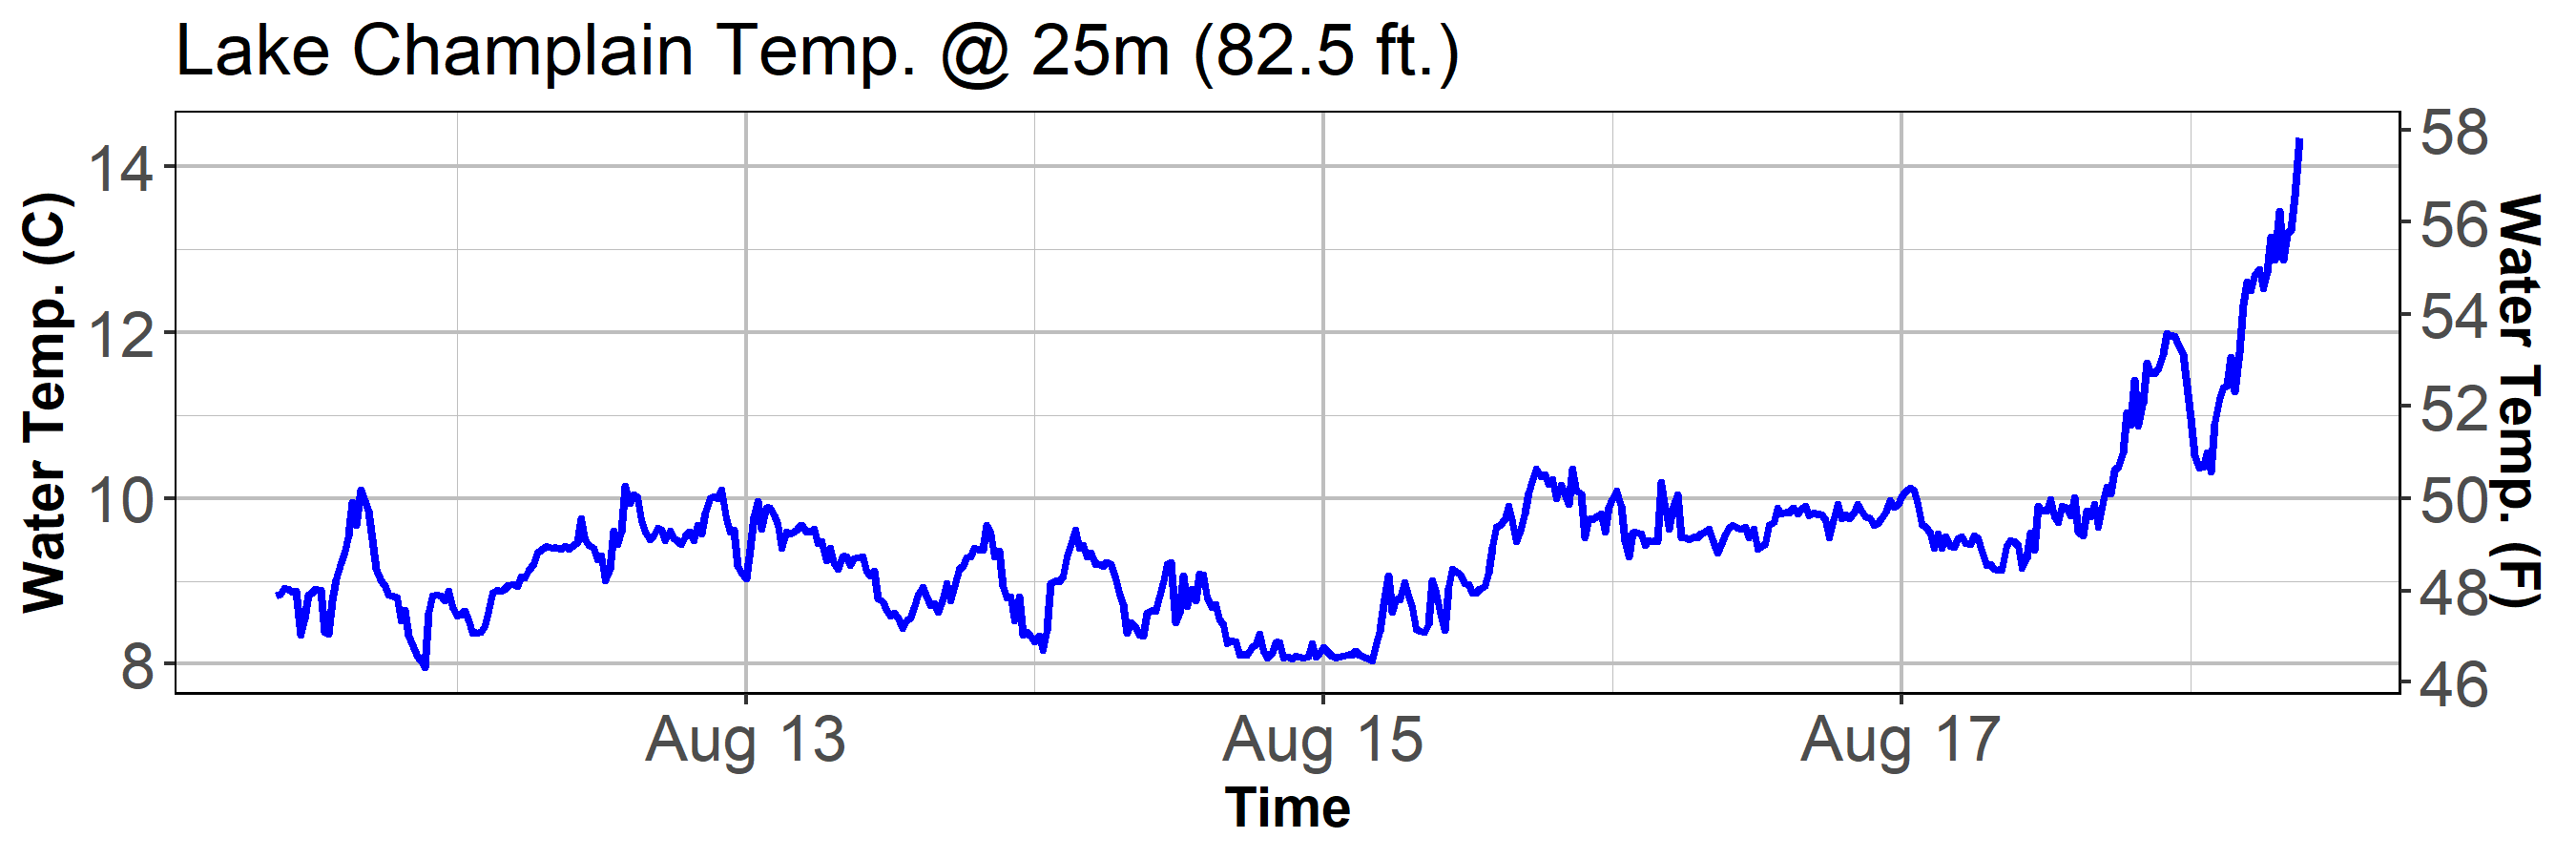 Lake Champlain Temp. @ 25m (82.5 ft.)
Water Temp. (C)
14
12
10
8
58
56
54
52
50
48
46
Water Temp. (F)
Aug 13
Aug 15
Aug 17
Time